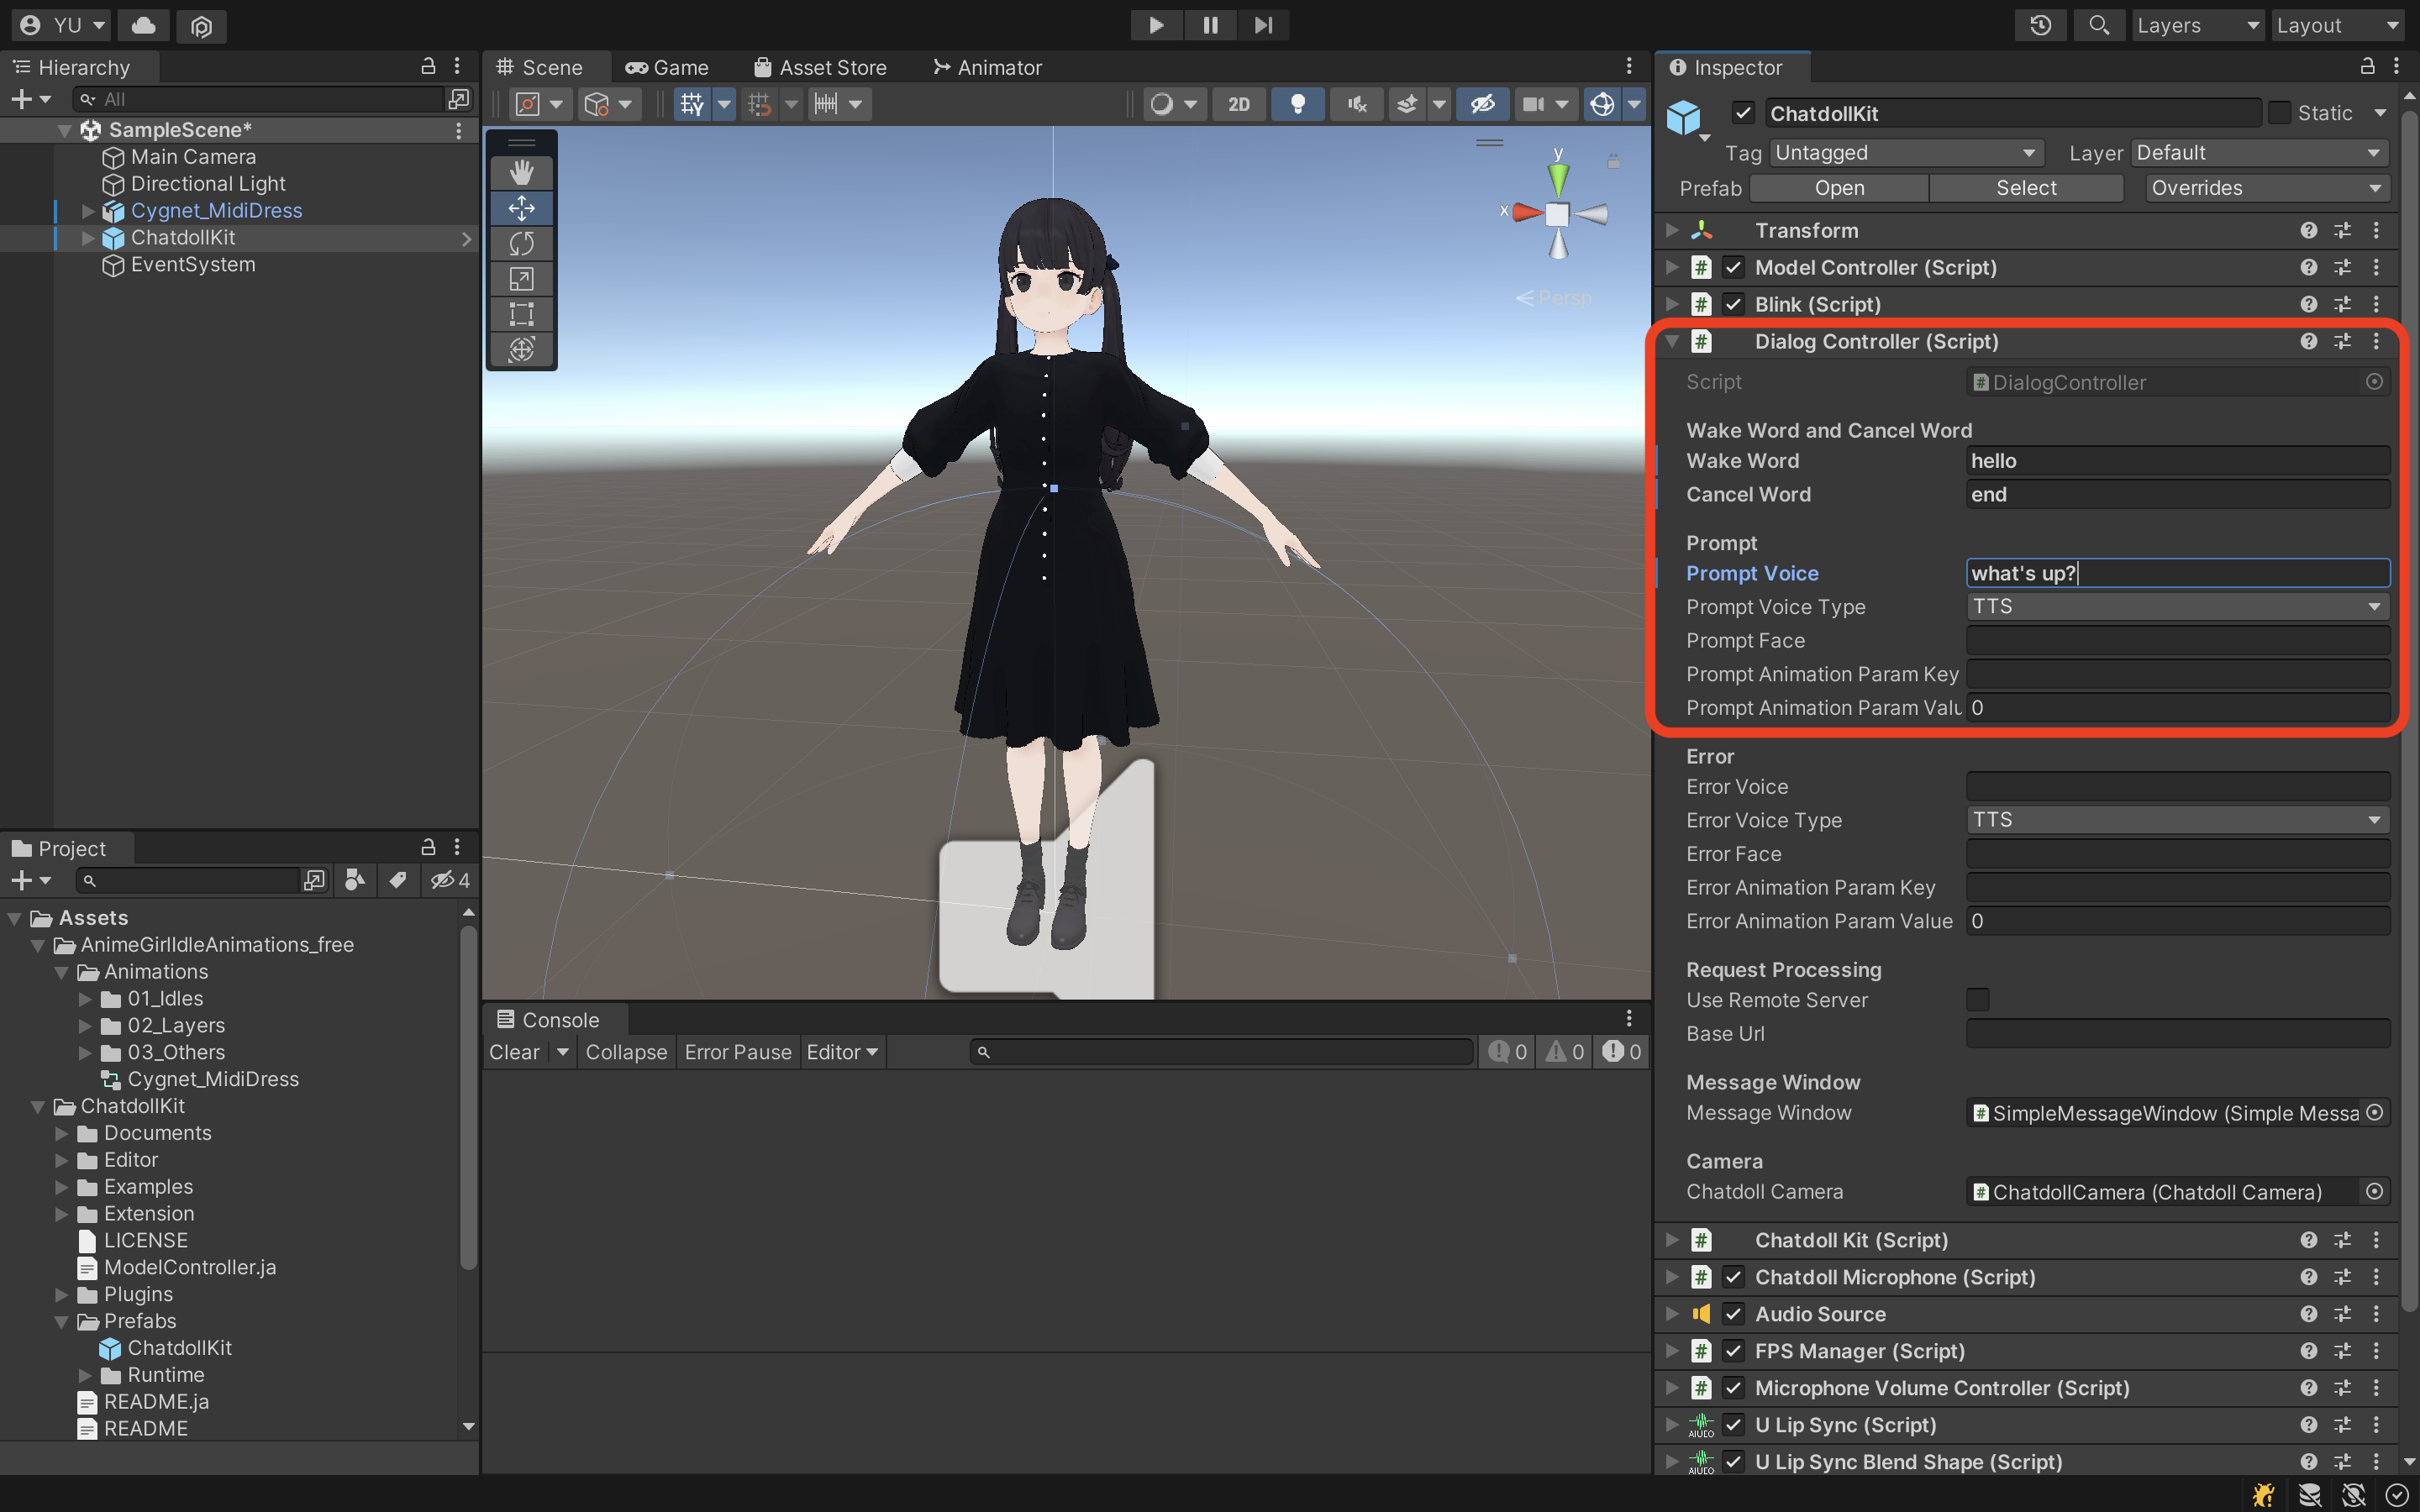 YU
Layers
Layout
Hierarchy
All
SampleScene*
Main Camera
Directional Light
Cygnet_MidiDress
ChatdollKit
EventSystem
Scene
Game
Asset Store
Animator
2D
y
x
Persp
Project
4
Assets
AnimeGirlIdleAnimations_free
Animations
01_Idles
02_Layers
03_Others
Cygnet_MidiDress
ChatdollKit
Documents
Editor
Examples
Extension
LICENSE
ModelController.ja
Plugins
Prefabs
ChatdollKit
Runtime
README.ja
README
Console
Clear
Collapse
Error Pause
Editor
0
0
0
Inspector
ChatdollKit
Static
Tag Untagged
Layer Default
Prefab Open Select Overrides
Transform
Model Controller (Script)
Blink (Script)
Dialog Controller (Script)
Script DialogController
Wake Word and Cancel Word
Wake Word hello
Cancel Word end
Prompt
Prompt Voice what's up?
Prompt Voice Type TTS
Prompt Face
Prompt Animation Param Key
Prompt Animation Param Valu 0
Error
Error Voice
Error Voice Type TTS
Error Face
Error Animation Param Key
Error Animation Param Value 0
Request Processing
Use Remote Server
Base Url
Message Window
Message Window SimpleMessageWindow (Simple Messa
Camera
Chatdoll Camera ChatdollCamera (Chatdoll Camera)
Chatdoll Kit (Script)
Chatdoll Microphone (Script)
Audio Source
FPS Manager (Script)
Microphone Volume Controller (Script)
AIUEO U Lip Sync (Script)
AIUEO U Lip Sync Blend Shape (Script)